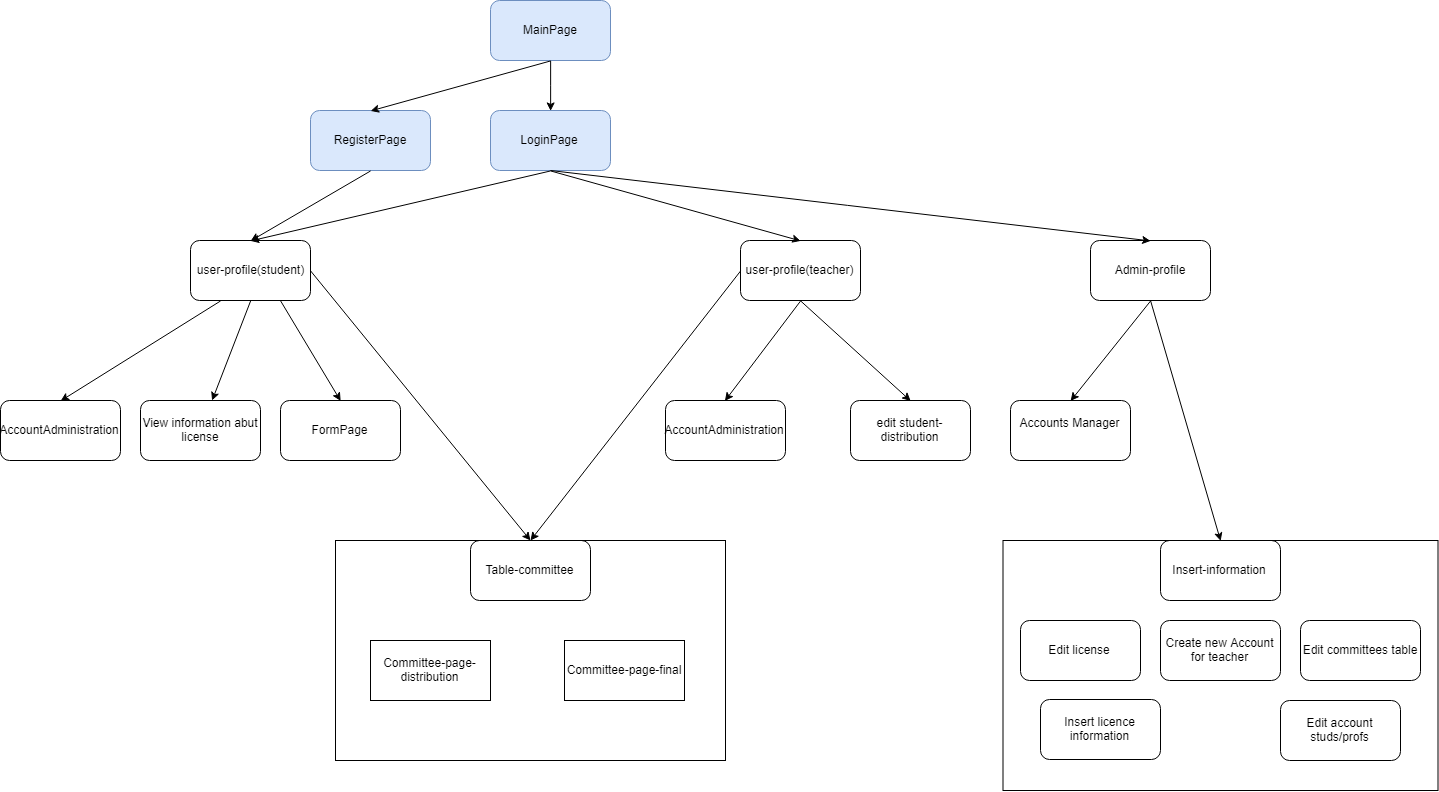 MainPage
RegisterPage
LoginPage
user-profile(student)
user-profile(teacher)
Admin-profile
AccountAdministration
View information abut
license
FormPage
AccountAdministration
edit student-
distribution
Accounts Manager
Table-committee
Committee-page-
distribution
Committee-page-final
Insert-information
Edit license
Create new Account
for teacher
Edit committees table
Insert licence
information
Edit account
studs/profs